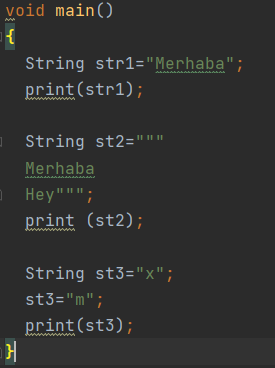 void main()
{
String str1="Merhaba";
print(str1);
String st2="""
Merhaba
Hey""";
print (st2);
String st3="x";
st3="m";
print(st3);
}